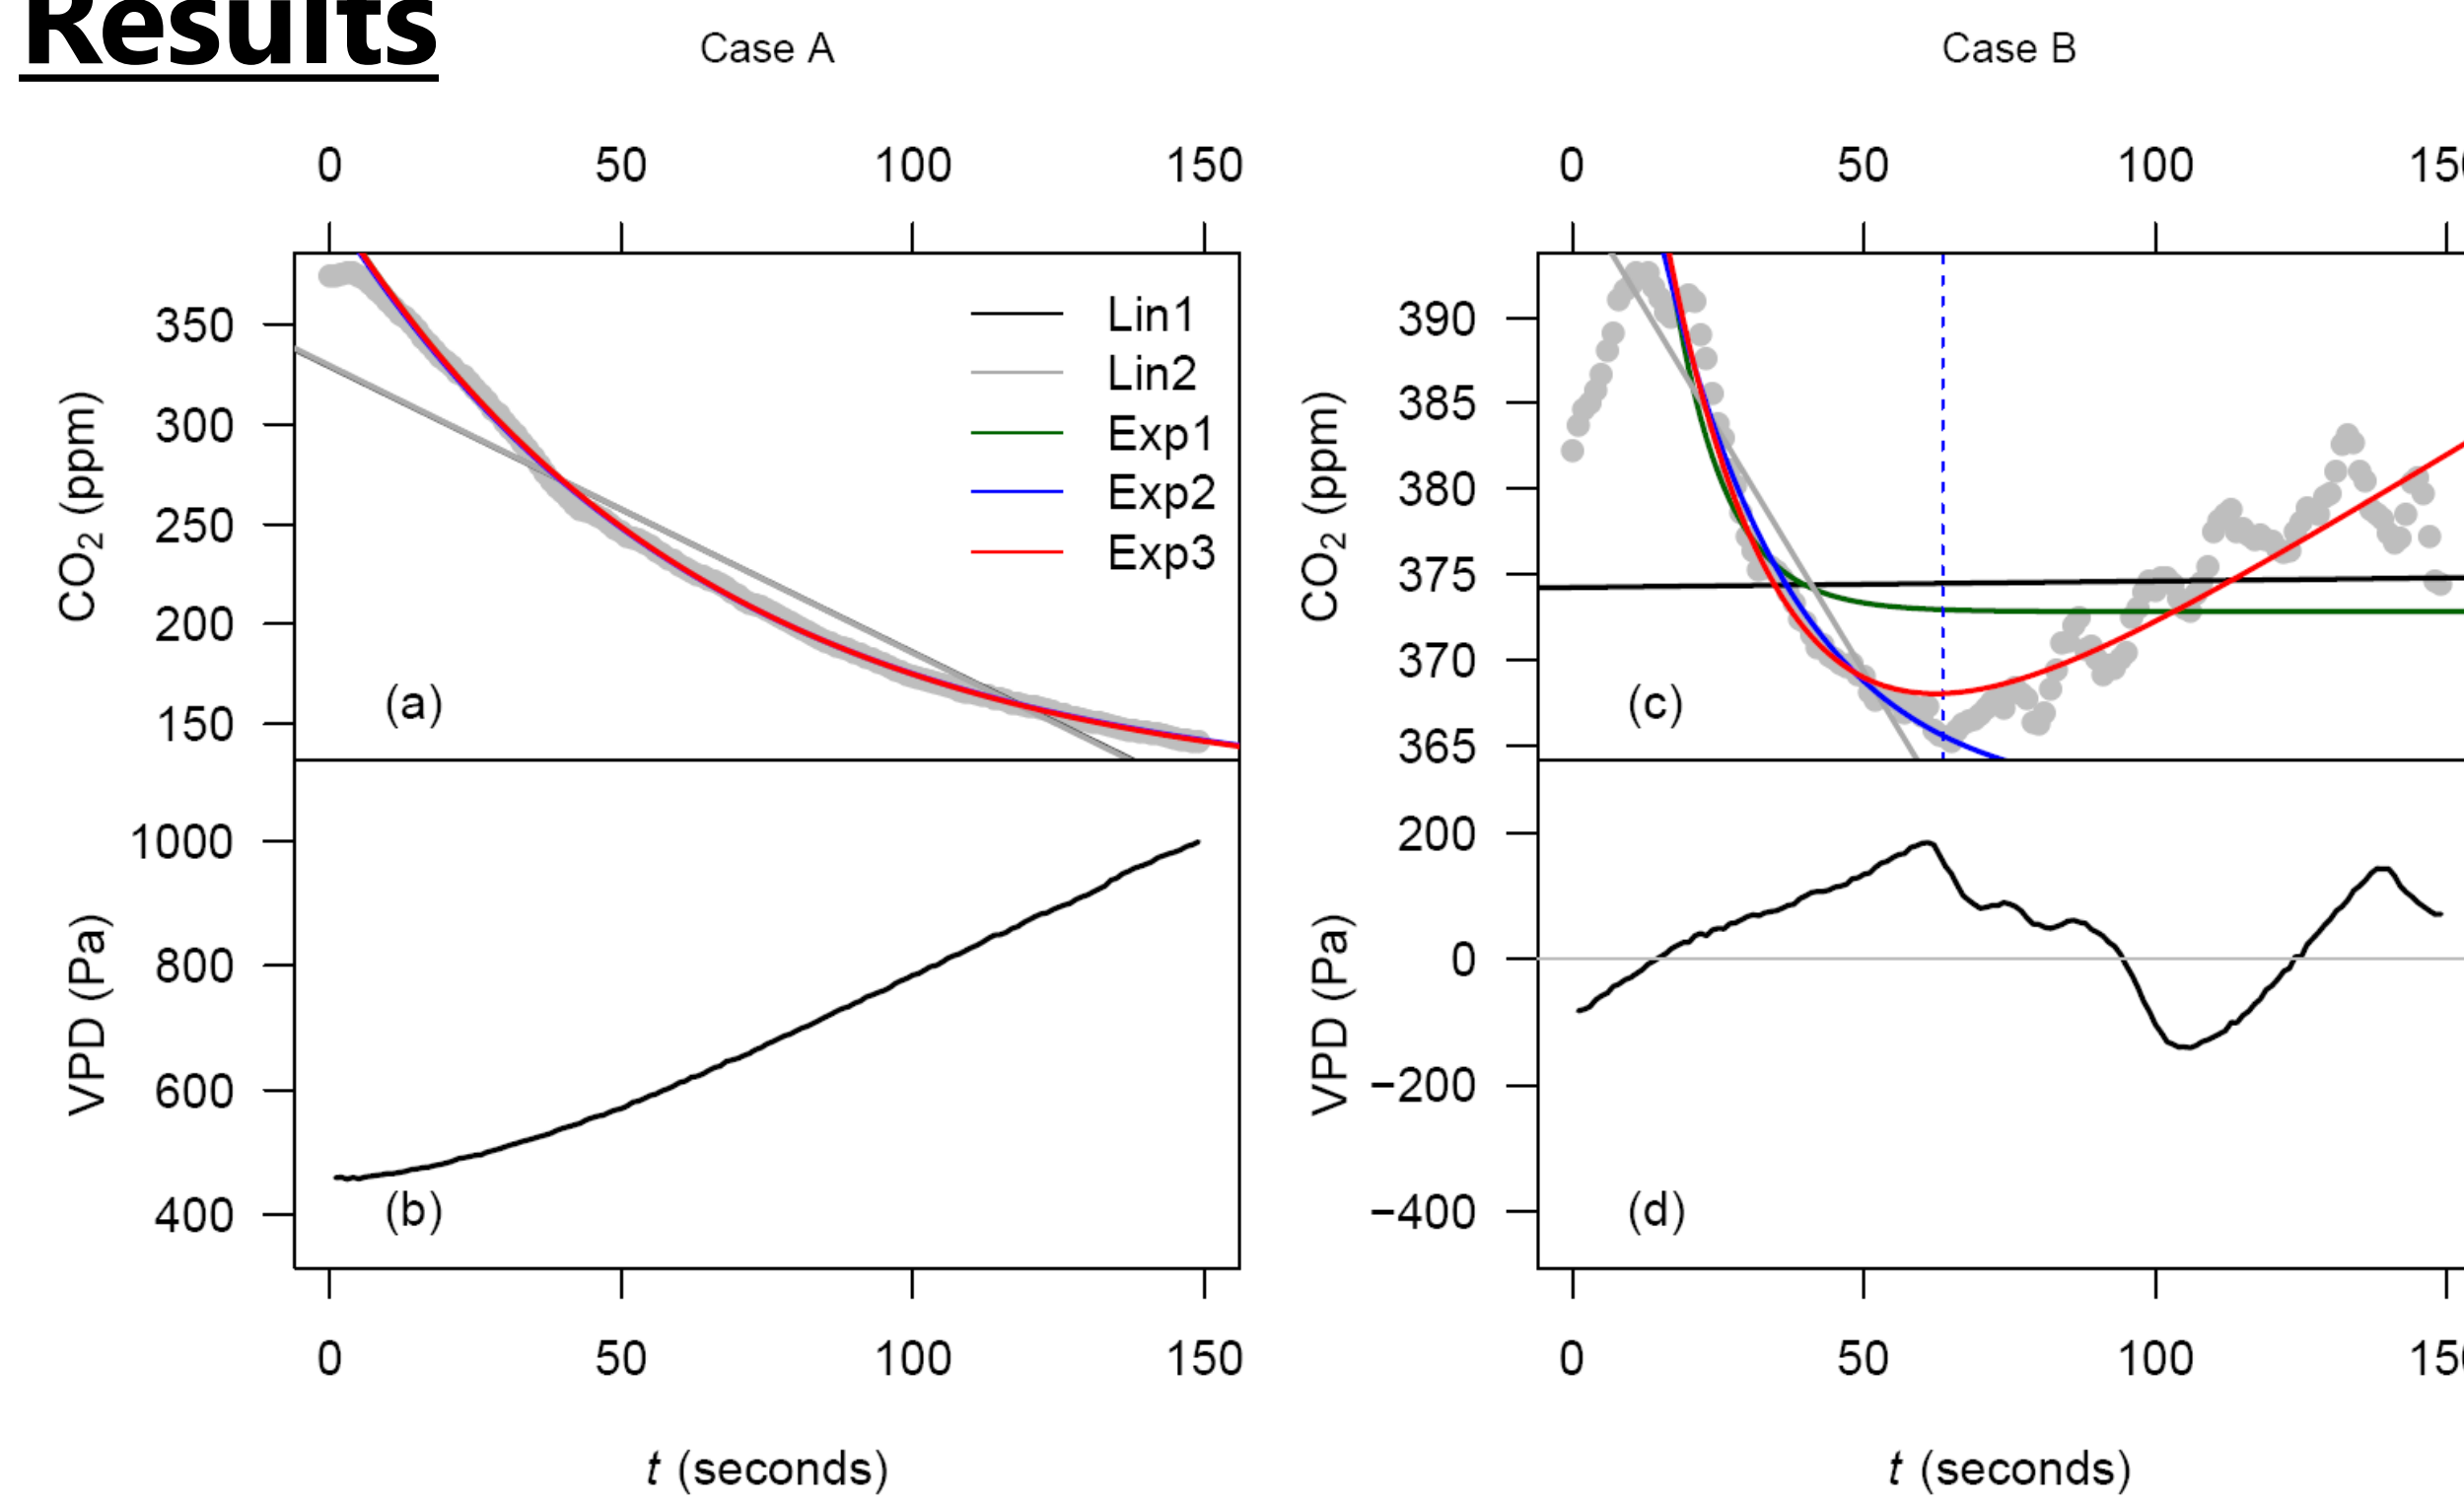 Results
Case A
Case B
0 50 100 150
0 50 100
350
300
250
200
150
CO₂ (ppm)
Lin1
Lin2
Exp1
Exp2
Exp3
(a)
390
385
380
375
370
365
CO₂ (ppm)
(c)
1000
800
600
400
VPD (Pa)
(b)
200
0
−200
−400
VPD (Pa)
(d)
0 50 100 150
0 50 100
t (seconds)
t (seconds)